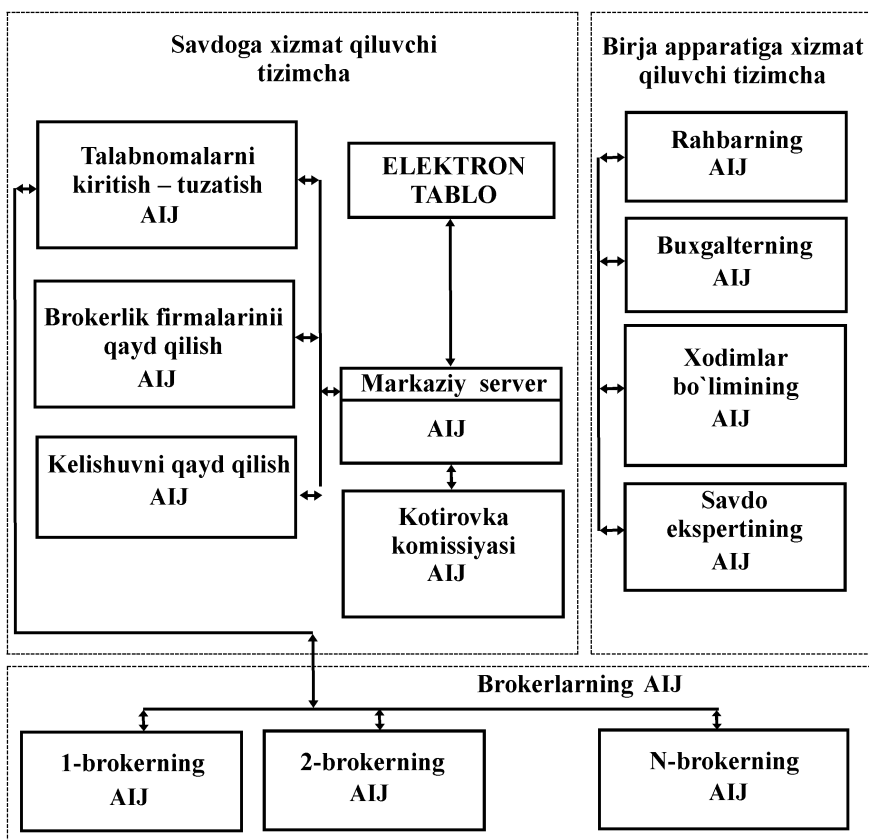 Savdoga xizmat qiluvchi
tizimcha
Talabnomalarni
kiritish – tuzatish
AIJ
ELEKTRON
TABLO
Brokerlik firmalarinii
qayd qilish
AIJ
Markaziy server
AIJ
Kelishuvni qayd qilish
AIJ
Kotirovka
komissiyasi
AIJ
Birja apparatiga xizmat
qiluvchi tizimcha
Rahbarning
AIJ
Buxgalterning
AIJ
Xodimlar
bo`limining
AIJ
Savdo
ekspertining
AIJ
Brokerlarning AIJ
1-brokerning
AIJ
2-brokerning
AIJ
N-brokerning
AIJ